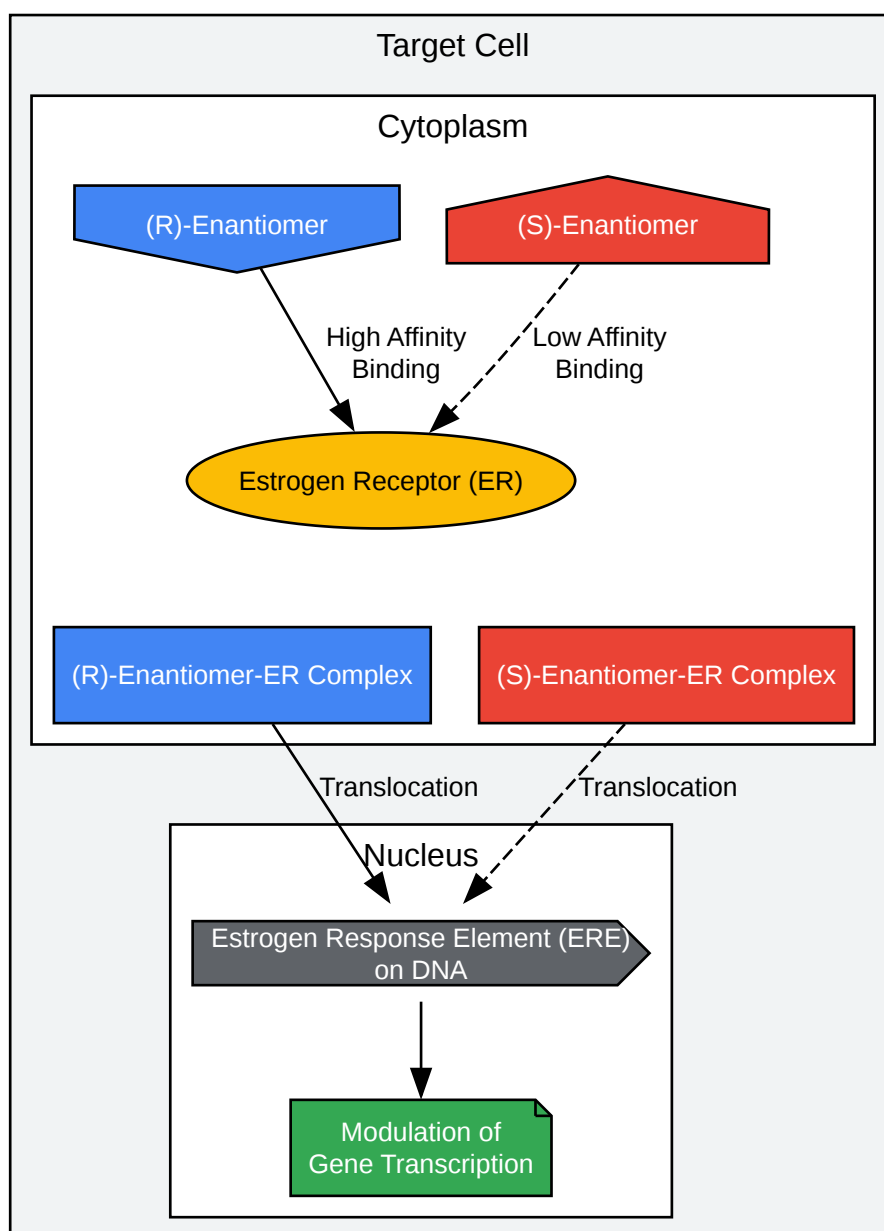 Target Cell
Cytoplasm
(R)-Enantiomer
(S)-Enantiomer
High Affinity
Binding
Low Affinity
Binding
Estrogen Receptor (ER)
(R)-Enantiomer-ER Complex
(S)-Enantiomer-ER Complex
Translocation
Translocation
Nucleus
Estrogen Response Element (ERE)
on DNA
Modulation of
Gene Transcription